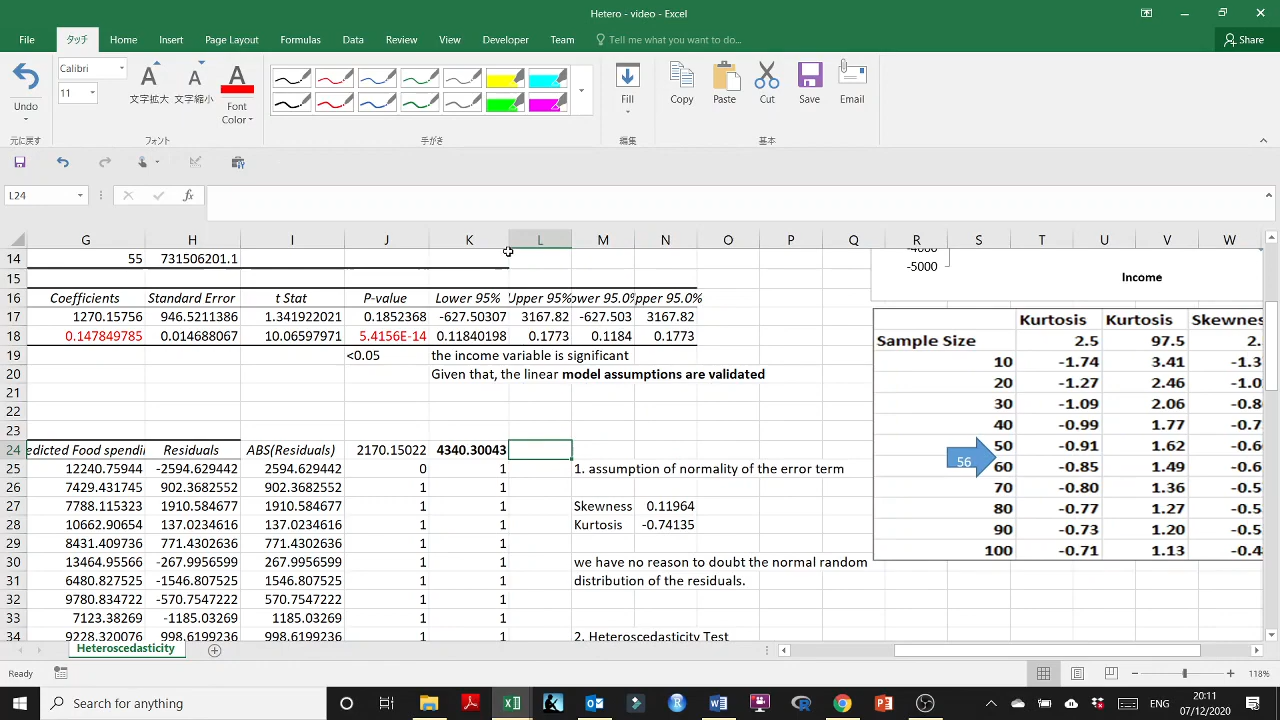 Hetero - video - Excel
File タッチ Home Insert Page Layout Formulas Data Review View Developer Team Tell me what you want to do... Share
Undo
Calibri
11
文字拡大 文字縮小 Font Color
Fill
Copy Paste Cut Save Email
元に戻す フォント 手がき 編集 基本
L24 fx
G H I J K L M N O P Q R S T U V W
14 55 731506201.1
15
16 Coefficients Standard Error t Stat P-value Lower 95% Upper 95% ower 95.0% pper 95.0%
17 1270.15756 946.5211386 1.341922021 0.1852368 -627.50307 3167.82 -627.503 3167.82
18 0.147849785 0.014688067 10.06597971 5.4156E-14 0.11840198 0.1773 0.1184 0.1773
19 <0.05 the income variable is significant
20 Given that, the linear model assumptions are validated
21
22
23
24 edicted Food spendi Residuals ABS(Residuals) 2170.15022 4340.30043
25 12240.75944 -2594.629442 2594.629442 0 1 1. assumption of normality of the error term
26 7429.431745 902.3682552 902.3682552 1 1
27 7788.115323 1910.584677 1910.584677 1 1 Skewness 0.11964
28 10662.90654 137.0234616 137.0234616 1 1 Kurtosis -0.74135
29 8431.409736 771.4302636 771.4302636 1 1
30 13464.95566 -267.9956599 267.9956599 1 1 we have no reason to doubt the normal random
31 6480.827525 -1546.807525 1546.807525 1 1 distribution of the residuals.
32 9780.834722 -570.7547222 570.7547222 1 1
33 7123.38269 -1185.03269 1185.03269 1 1
34 9228.320076 998.6199236 998.6199236 1 1 2. Heteroscedasticity Test
-5000
Income
Kurtosis Kurtosis Skewnes
Sample Size 2.5 97.5 2.
10 -1.74 3.41 -1.3
20 -1.27 2.46 -1.0
30 -1.09 2.06 -0.8
40 -0.99 1.77 -0.7
50 -0.91 1.62 -0.6
56
60 -0.85 1.49 -0.6
70 -0.80 1.36 -0.5
80 -0.77 1.27 -0.5
90 -0.73 1.20 -0.5
100 -0.71 1.13 -0.4
Heteroscedasticity
Ready 118%
Type here to search
ENG 20:11
07/12/2020